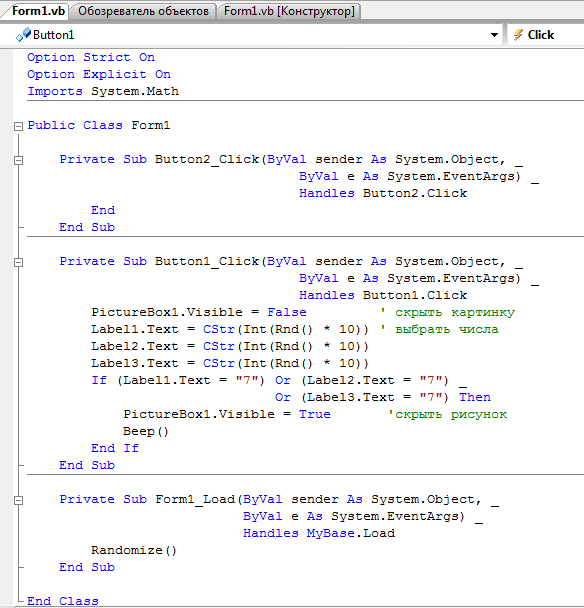 Form1.vb Обозреватель объектов Form1.vb [Конструктор]
Button1 Click
Option Strict On
Option Explicit On
Imports System.Math
Public Class Form1
    Private Sub Button2_Click(ByVal sender As System.Object, _
                              ByVal e As System.EventArgs) _
                              Handles Button2.Click
        End
    End Sub
    Private Sub Button1_Click(ByVal sender As System.Object, _
                              ByVal e As System.EventArgs) _
                              Handles Button1.Click
        PictureBox1.Visible = False         ' скрыть картинку
        Label1.Text = CStr(Int(Rnd() * 10)) ' выбрать числа
        Label2.Text = CStr(Int(Rnd() * 10))
        Label3.Text = CStr(Int(Rnd() * 10))
        If (Label1.Text = "7") Or (Label2.Text = "7") _
                               Or (Label3.Text = "7") Then
            PictureBox1.Visible = True       'скрыть рисунок
            Beep()
        End If
    End Sub
    Private Sub Form1_Load(ByVal sender As System.Object, _
                           ByVal e As System.EventArgs) _
                           Handles MyBase.Load
        Randomize()
    End Sub
End Class